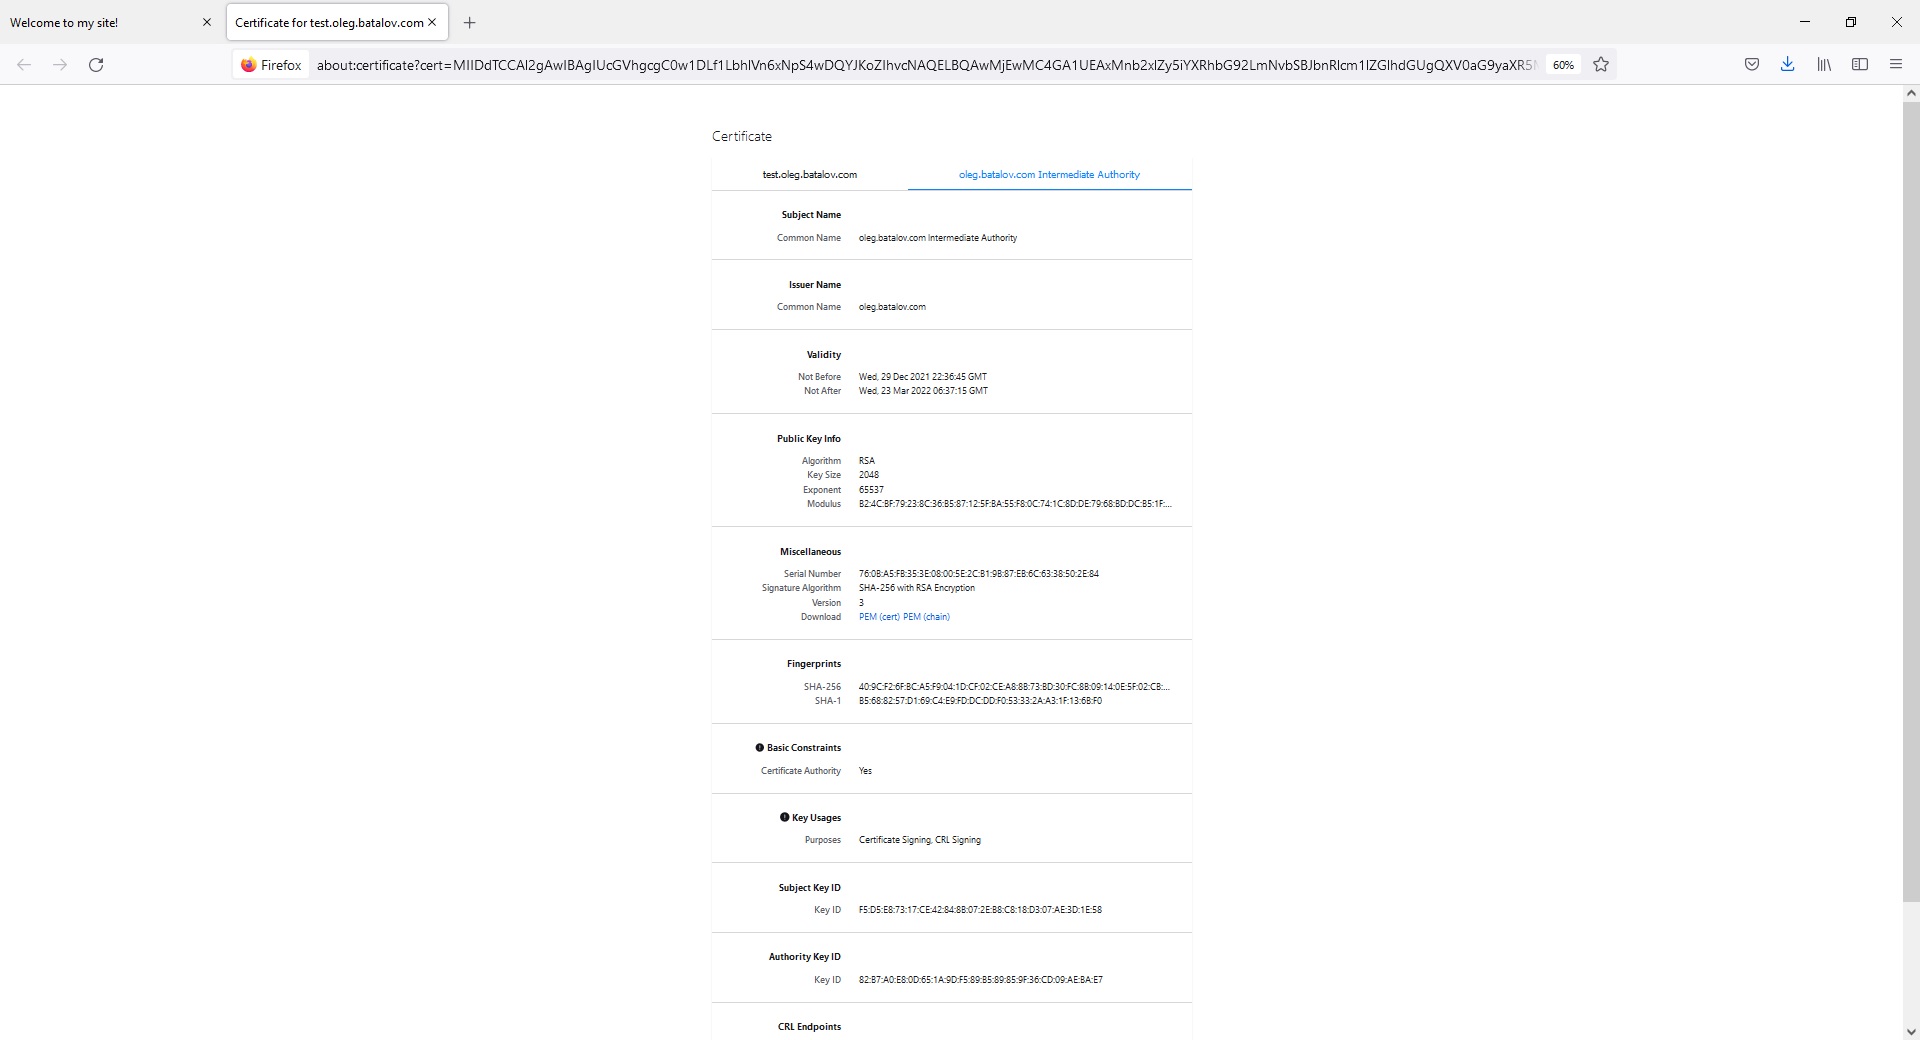 Welcome to my site!
Certificate for test.oleg.batalov.com
Firefox
about:certificate?cert=MIIDdTCCAl2gAwIBAgIUcGVhgcgC0w1DLf1LbhlVn6xNpS4wDQYJKoZIhvcNAQELBQAwMjEwMC4GA1UEAxMnb2xlZy5iYXRhbG92LmNvbSBJbnRlcm1lZGlhdGUgQXV0aG9yaXR5M
60%
Certificate
test.oleg.batalov.com
oleg.batalov.com Intermediate Authority
Subject Name
Common Name oleg.batalov.com Intermediate Authority
Issuer Name
Common Name oleg.batalov.com
Validity
Not Before Wed, 29 Dec 2021 22:36:45 GMT
Not After Wed, 23 Mar 2022 06:37:15 GMT
Public Key Info
Algorithm RSA
Key Size 2048
Exponent 65537
Modulus B2:4C:BF:79:23:8C:36:B5:87:12:5F:BA:55:F8:0C:74:1C:8D:DE:79:68:BD:DC:B5:1F:...
Miscellaneous
Serial Number 76:0B:A5:FB:35:3E:08:00:5E:2C:B1:9B:87:EB:6C:63:38:50:2E:84
Signature Algorithm SHA-256 with RSA Encryption
Version 3
Download PEM (cert) PEM (chain)
Fingerprints
SHA-256 40:9C:F2:6F:BC:A5:F9:04:1D:CF:02:CE:A8:8B:73:BD:30:FC:8B:09:14:0E:5F:02:CB:...
SHA-1 B5:68:82:57:D1:69:C4:E9:FD:DC:DD:F0:53:33:2A:A3:1F:13:6B:F0
Basic Constraints
Certificate Authority Yes
Key Usages
Purposes Certificate Signing, CRL Signing
Subject Key ID
Key ID F5:D5:E8:73:17:CE:42:84:8B:07:2E:B8:C8:18:D3:07:AE:3D:1E:58
Authority Key ID
Key ID 82:B7:A0:E8:0D:65:1A:9D:F5:89:B5:89:85:9F:36:CD:09:AE:BA:E7
CRL Endpoints